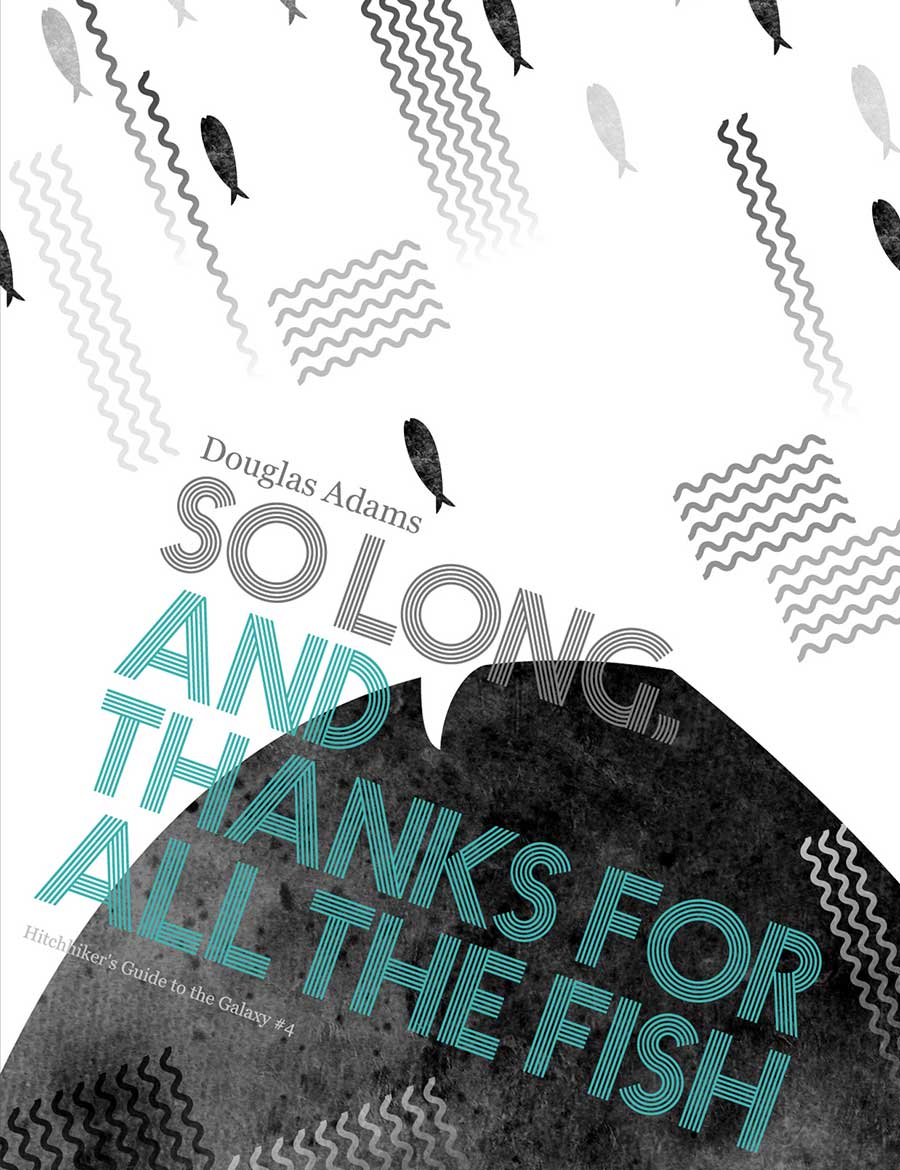 Douglas Adams
SO LONG,
AND
THANKS FOR
ALL THE FISH
Hitchhiker's Guide to the Galaxy #4